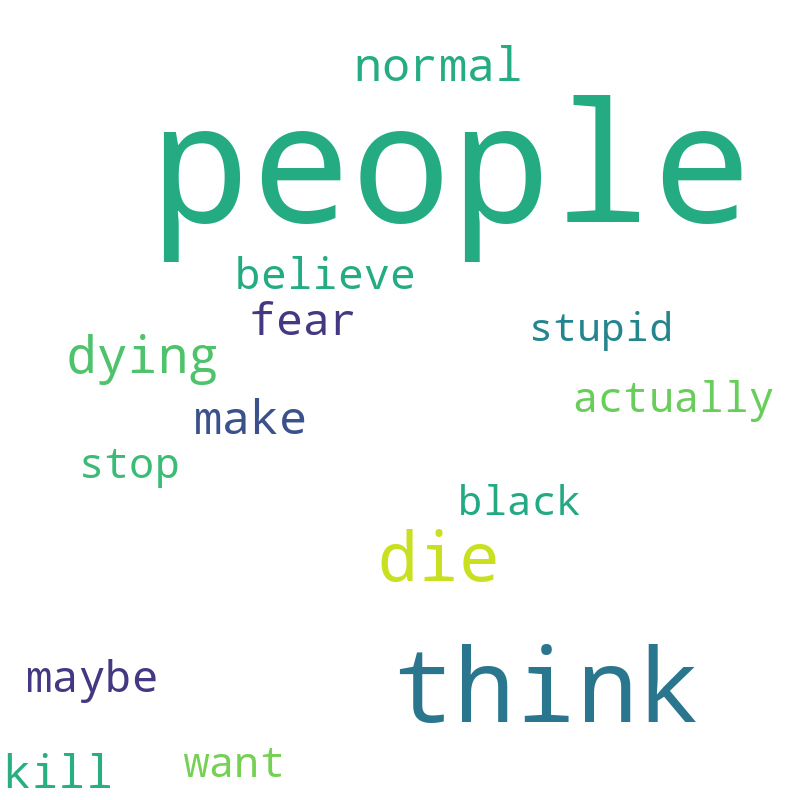 normal
people
believe
fear
stupid
dying
actually
make
stop
black
die
maybe
think
kill
want